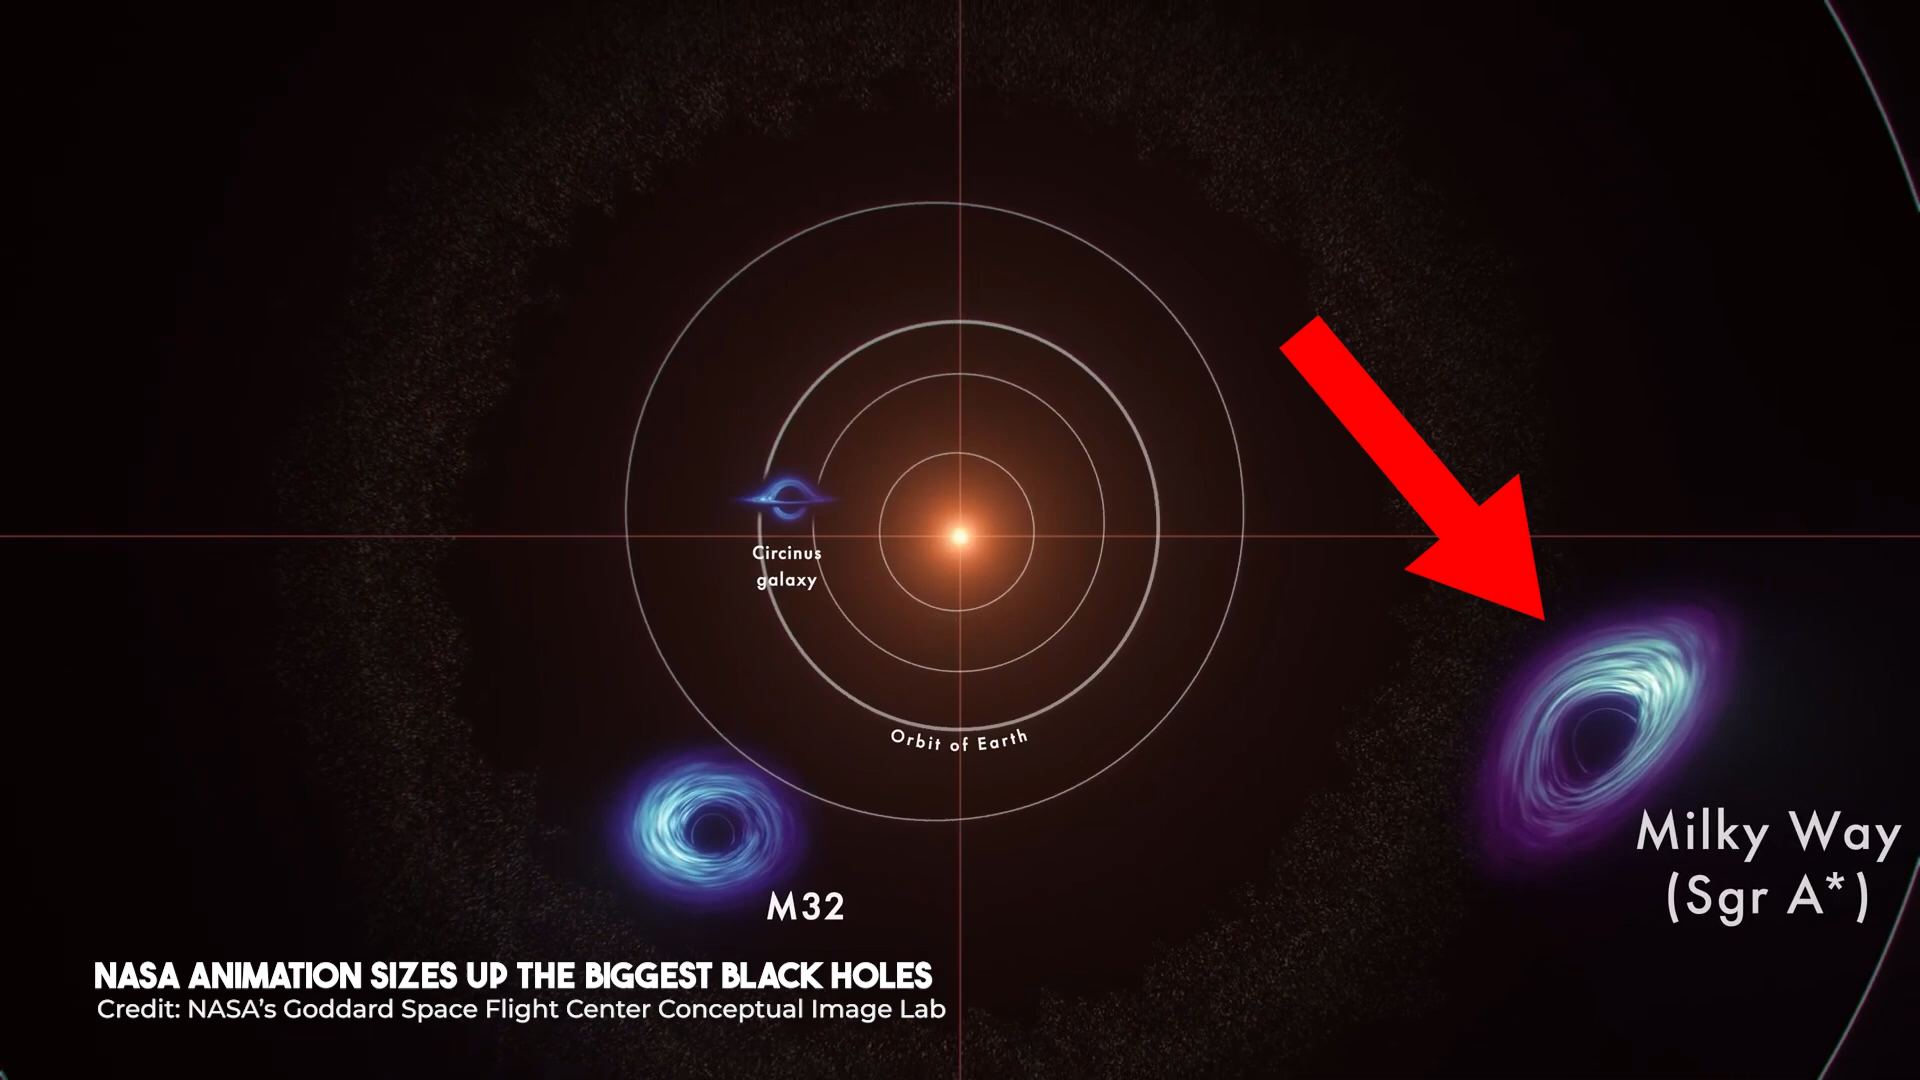 Circinus
galaxy
Orbit of Earth
Milky Way
(Sgr A*)
M32
NASA ANIMATION SIZES UP THE BIGGEST BLACK HOLES
Credit: NASA's Goddard Space Flight Center Conceptual Image Lab